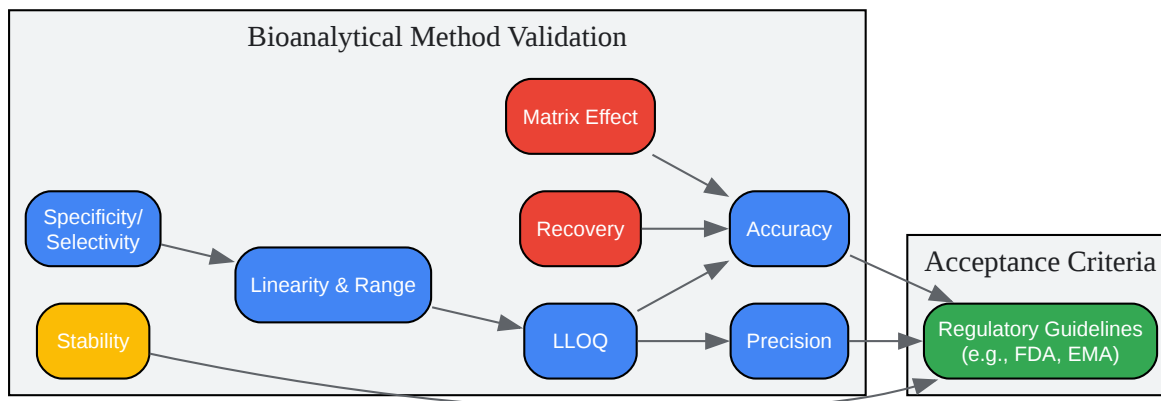 Bioanalytical Method Validation
Matrix Effect
Specificity/
Selectivity
Recovery
Accuracy
Linearity & Range
Stability
LLOQ
Precision
Acceptance Criteria
Regulatory Guidelines
(e.g., FDA, EMA)